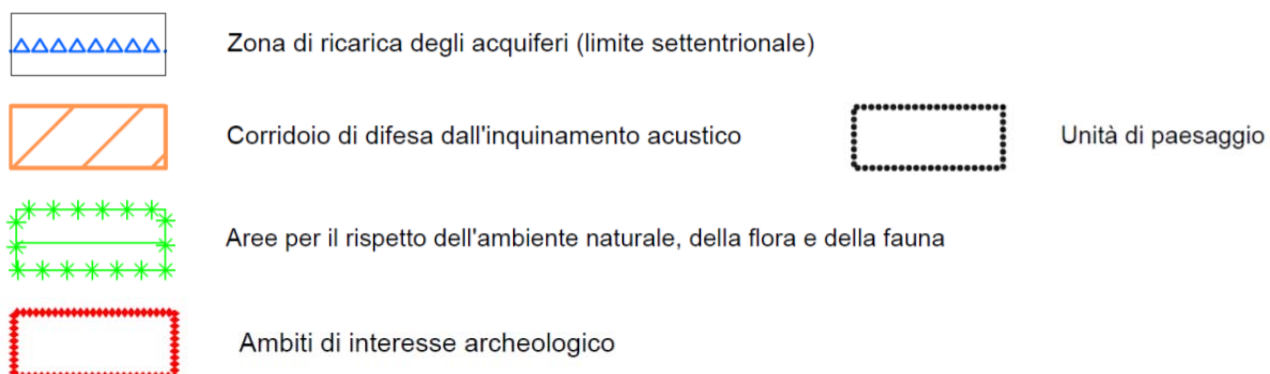 Zona di ricarica degli acquiferi (limite settentrionale)
Corridoio di difesa dall'inquinamento acustico
Unità di paesaggio
Aree per il rispetto dell'ambiente naturale, della flora e della fauna
Ambiti di interesse archeologico